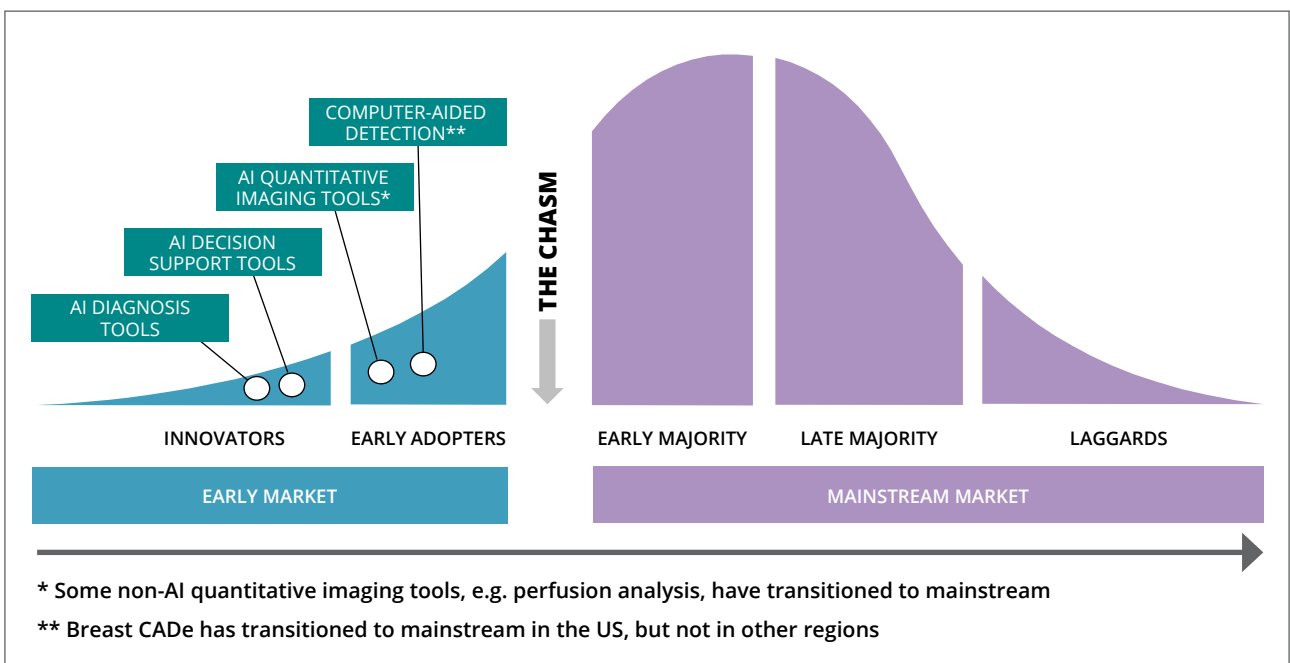 COMPUTER-AIDED
DETECTION**
AI QUANTITATIVE
IMAGING TOOLS*
AI DECISION
SUPPORT TOOLS
AI DIAGNOSIS
TOOLS
THE CHASM
INNOVATORS
EARLY ADOPTERS
EARLY MAJORITY
LATE MAJORITY
LAGGARDS
EARLY MARKET
MAINSTREAM MARKET
* Some non-AI quantitative imaging tools, e.g. perfusion analysis, have transitioned to mainstream
** Breast CADe has transitioned to mainstream in the US, but not in other regions